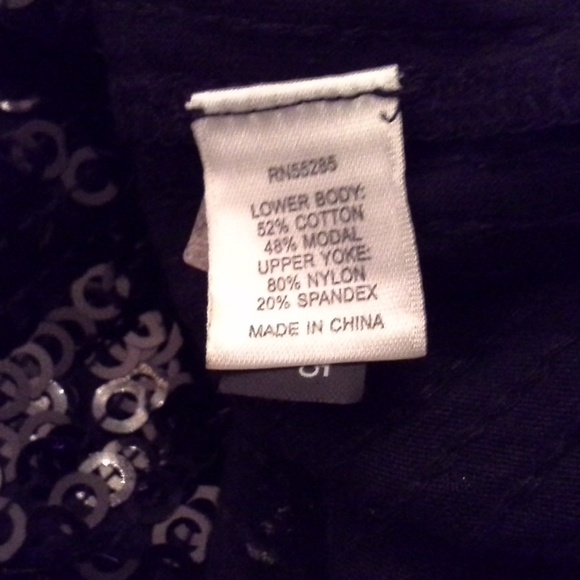 RN55285
LOWER BODY:
52% COTTON
48% MODAL
UPPER YOKE:
80% NYLON
20% SPANDEX
MADE IN CHINA